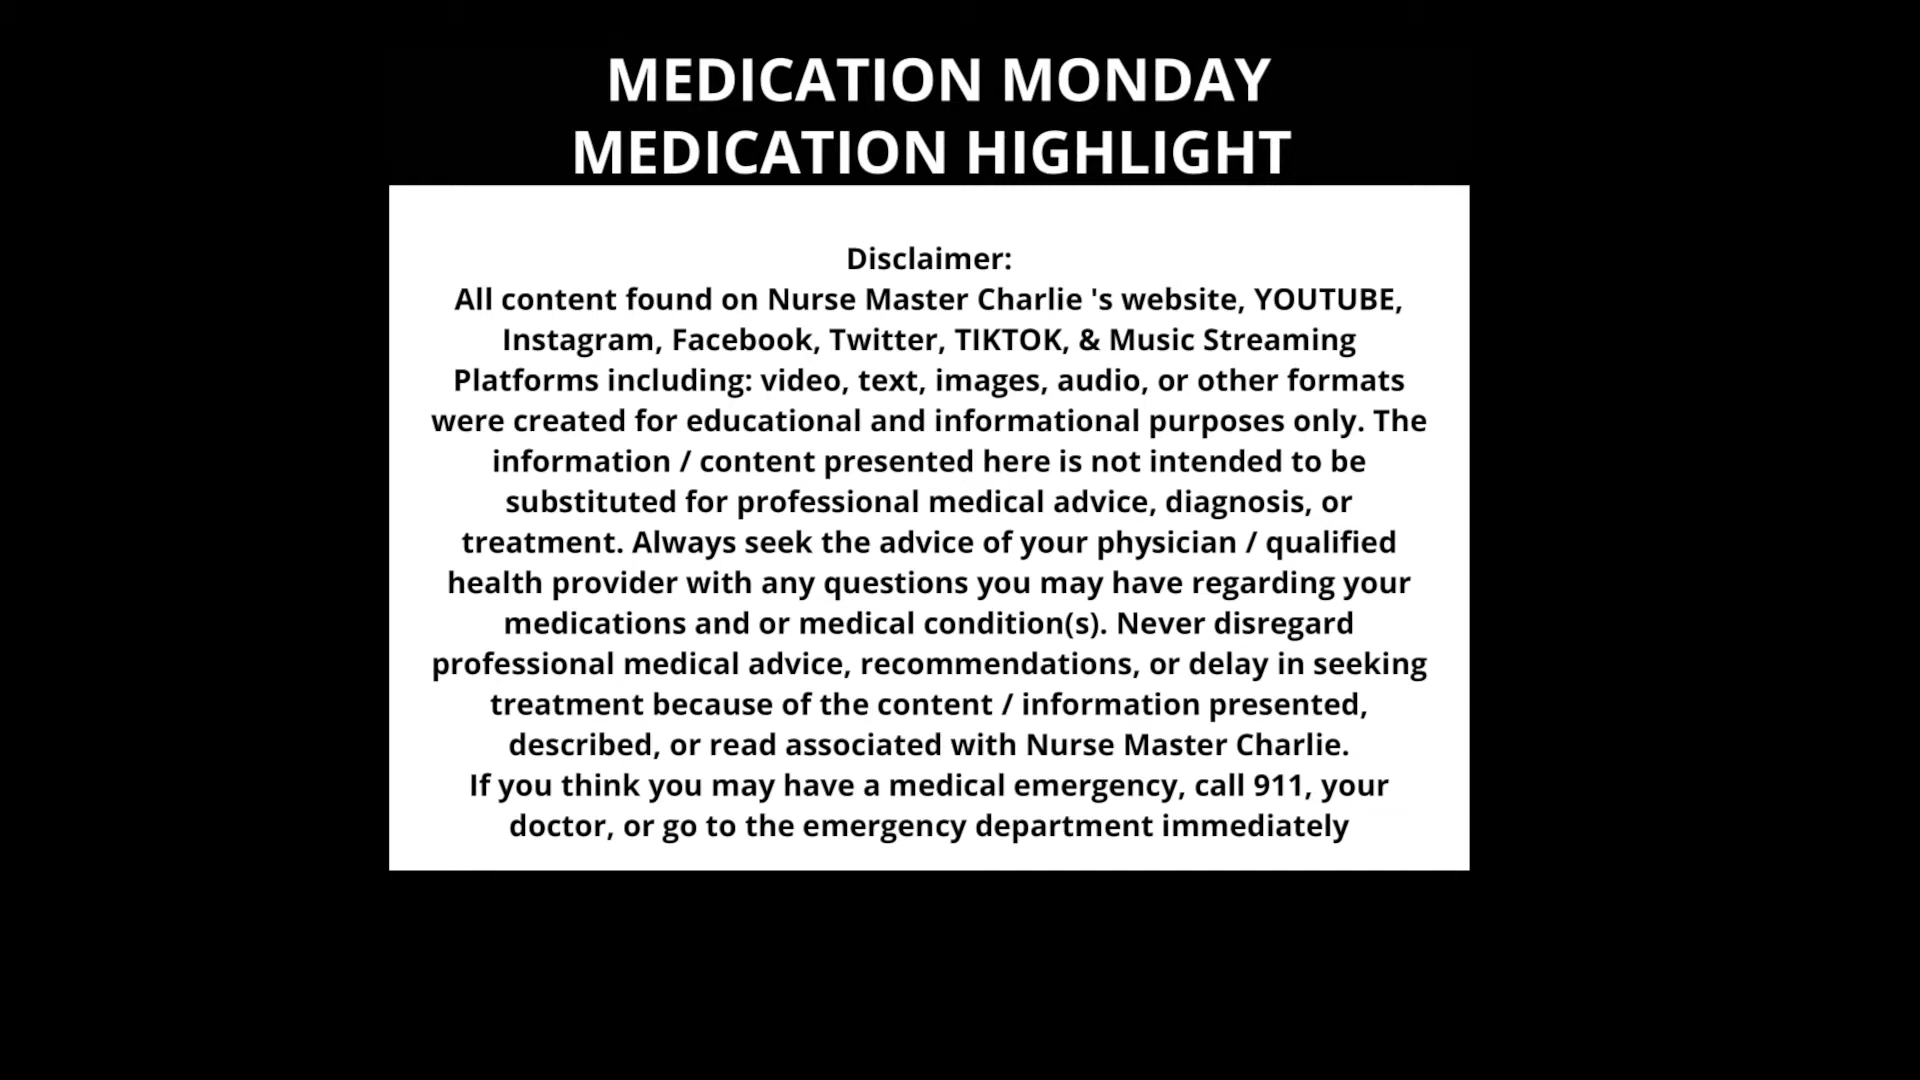 MEDICATION MONDAY
MEDICATION HIGHLIGHT
Disclaimer:
All content found on Nurse Master Charlie 's website, YOUTUBE,
Instagram, Facebook, Twitter, TIKTOK, & Music Streaming
Platforms including: video, text, images, audio, or other formats
were created for educational and informational purposes only. The
information / content presented here is not intended to be
substituted for professional medical advice, diagnosis, or
treatment. Always seek the advice of your physician / qualified
health provider with any questions you may have regarding your
medications and or medical condition(s). Never disregard
professional medical advice, recommendations, or delay in seeking
treatment because of the content / information presented,
described, or read associated with Nurse Master Charlie.
If you think you may have a medical emergency, call 911, your
doctor, or go to the emergency department immediately